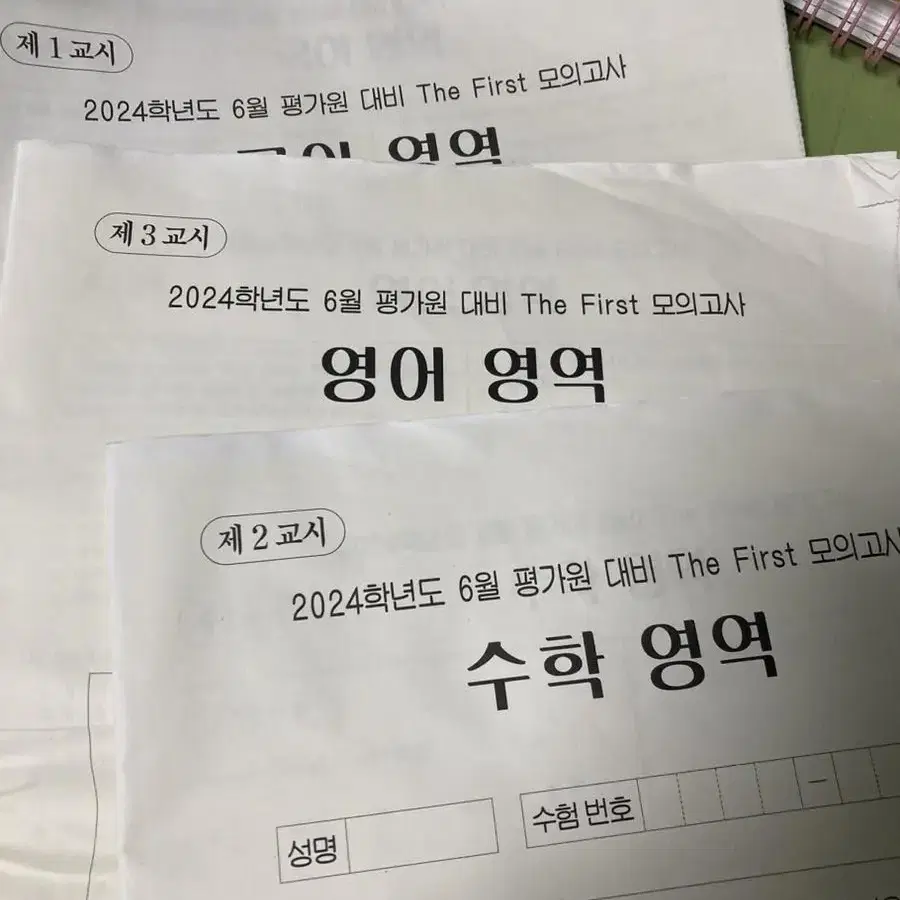 제 1 교시
2024학년도 6월 평가원 대비 The First 모의고사
국어 영역
제 3 교시
2024학년도 6월 평가원 대비 The First 모의고사
영어 영역
제 2 교시
2024학년도 6월 평가원 대비 The First 모의고사
수학 영역
성명
수험 번호
–